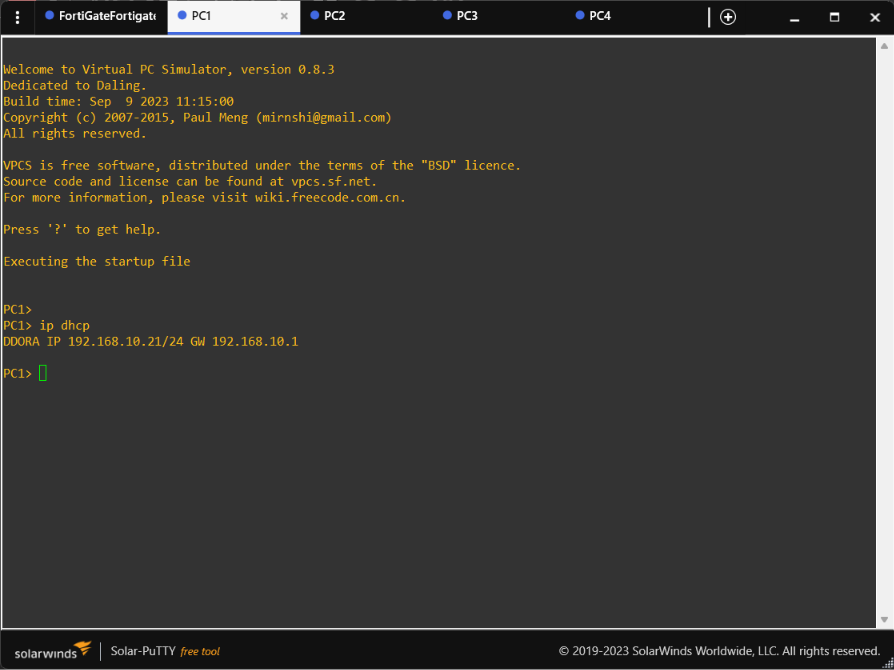 FortiGateFortigate
PC1
PC2
PC3
PC4
Welcome to Virtual PC Simulator, version 0.8.3
Dedicated to Daling.
Build time: Sep  9 2023 11:15:00
Copyright (c) 2007-2015, Paul Meng (mirnshi@gmail.com)
All rights reserved.
VPCS is free software, distributed under the terms of the "BSD" licence.
Source code and license can be found at vpcs.sf.net.
For more information, please visit wiki.freecode.com.cn.
Press '?' to get help.
Executing the startup file
PC1>
PC1> ip dhcp
DDORA IP 192.168.10.21/24 GW 192.168.10.1
PC1>
solarwinds
Solar-PuTTY free tool
© 2019-2023 SolarWinds Worldwide, LLC. All rights reserved.